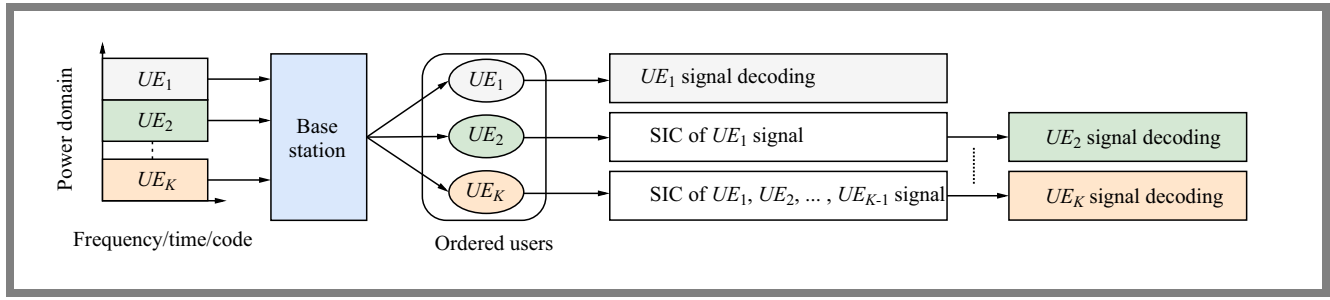 Power domain
UE1
UE2
UEK
Frequency/time/code
Base
station
UE1
UE2
UEK
Ordered users
UE1 signal decoding
SIC of UE1 signal
SIC of UE1, UE2, ... , UEK-1 signal
UE2 signal decoding
UEK signal decoding